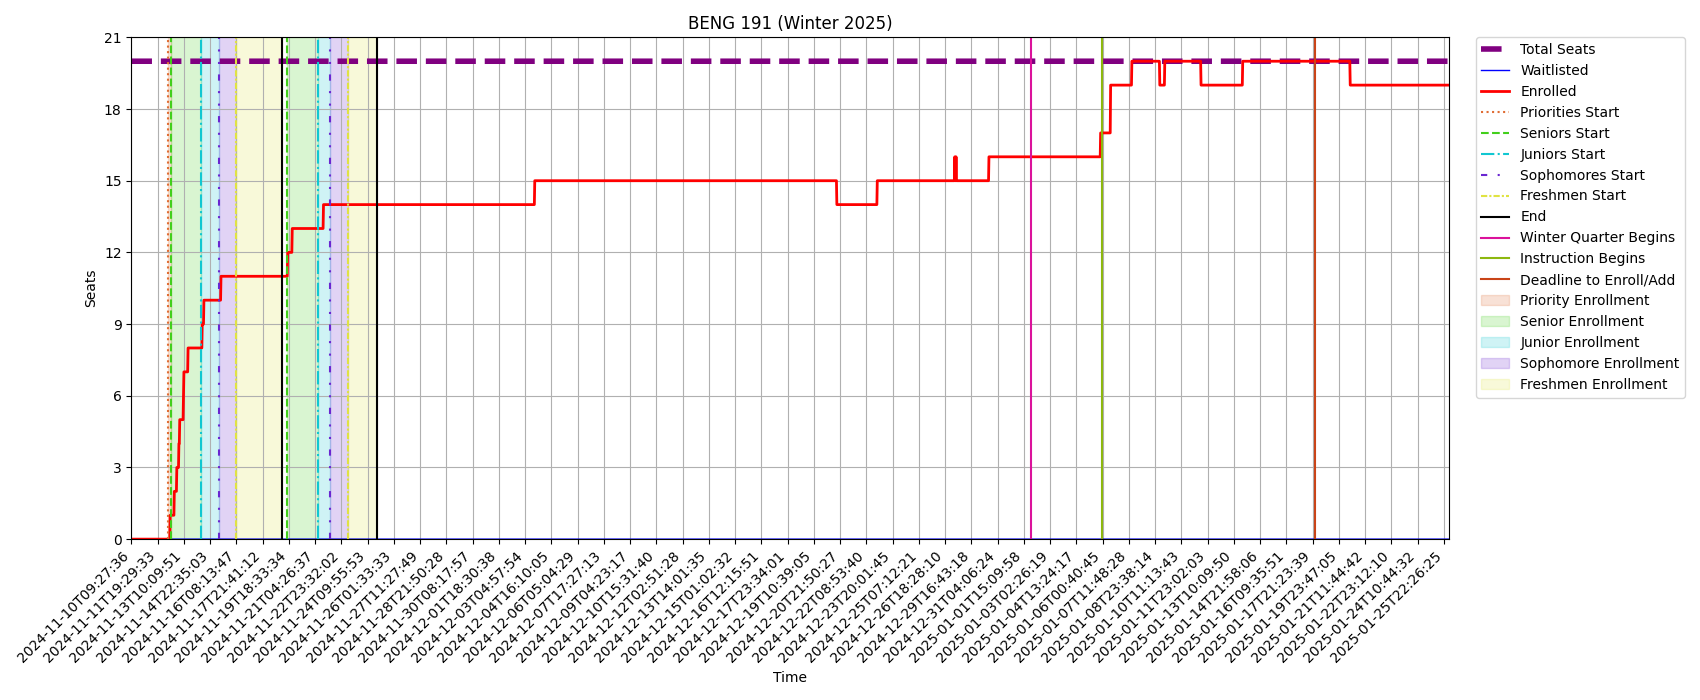 BENG 191 (Winter 2025)
21
18
15
12
9
6
3
0
Seats
2024-11-10T09:27:36
2024-11-11T19:29:33
2024-11-13T10:09:51
2024-11-14T22:35:03
2024-11-16T08:13:47
2024-11-17T21:41:12
2024-11-19T18:33:34
2024-11-21T04:26:37
2024-11-22T23:32:02
2024-11-24T09:55:53
2024-11-26T01:33:33
2024-11-27T11:27:49
2024-11-28T21:50:28
2024-11-30T08:17:57
2024-12-01T18:30:38
2024-12-03T04:57:54
2024-12-04T16:10:05
2024-12-06T05:04:29
2024-12-07T17:27:13
2024-12-09T04:23:17
2024-12-10T15:31:40
2024-12-12T02:51:28
2024-12-13T14:01:35
2024-12-15T01:02:32
2024-12-16T12:15:51
2024-12-17T23:34:01
2024-12-19T10:39:05
2024-12-20T21:50:27
2024-12-22T08:53:40
2024-12-23T20:01:45
2024-12-25T07:12:21
2024-12-26T18:28:10
2024-12-29T16:43:18
2024-12-31T04:06:24
2025-01-01T15:09:58
2025-01-03T02:26:19
2025-01-04T13:24:17
2025-01-06T00:40:45
2025-01-07T11:48:28
2025-01-08T23:38:14
2025-01-10T11:13:43
2025-01-11T23:02:03
2025-01-13T10:09:50
2025-01-14T21:58:06
2025-01-16T09:35:51
2025-01-17T21:23:39
2025-01-19T23:47:05
2025-01-21T11:44:42
2025-01-22T23:12:10
2025-01-24T10:44:32
2025-01-25T22:26:25
Time
Total Seats
Waitlisted
Enrolled
Priorities Start
Seniors Start
Juniors Start
Sophomores Start
Freshmen Start
End
Winter Quarter Begins
Instruction Begins
Deadline to Enroll/Add
Priority Enrollment
Senior Enrollment
Junior Enrollment
Sophomore Enrollment
Freshmen Enrollment